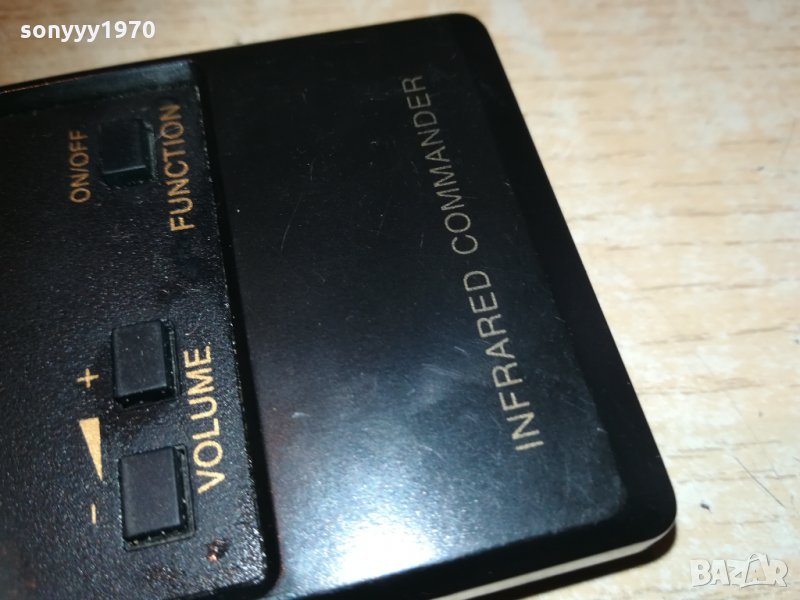 sonyyy1970
ON/OFF
FUNCTION
- +
VOLUME
INFRARED COMMANDER
BAZAR